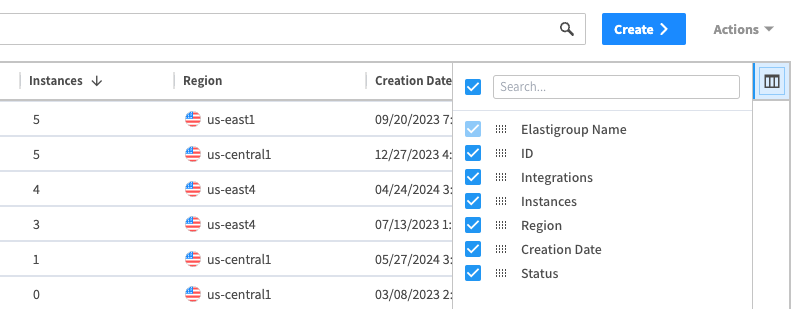 Create Actions
Instances Region Creation Date Search...
5 us-east1 09/20/2023 7:
Elastigroup Name
5 us-central1 12/27/2023 4:
ID
4 us-east4 04/24/2024 3:
Integrations
Instances
3 us-east4 07/13/2023 1:
Region
1 us-central1 05/27/2024 3:
Creation Date
Status
0 us-central1 03/08/2023 2: